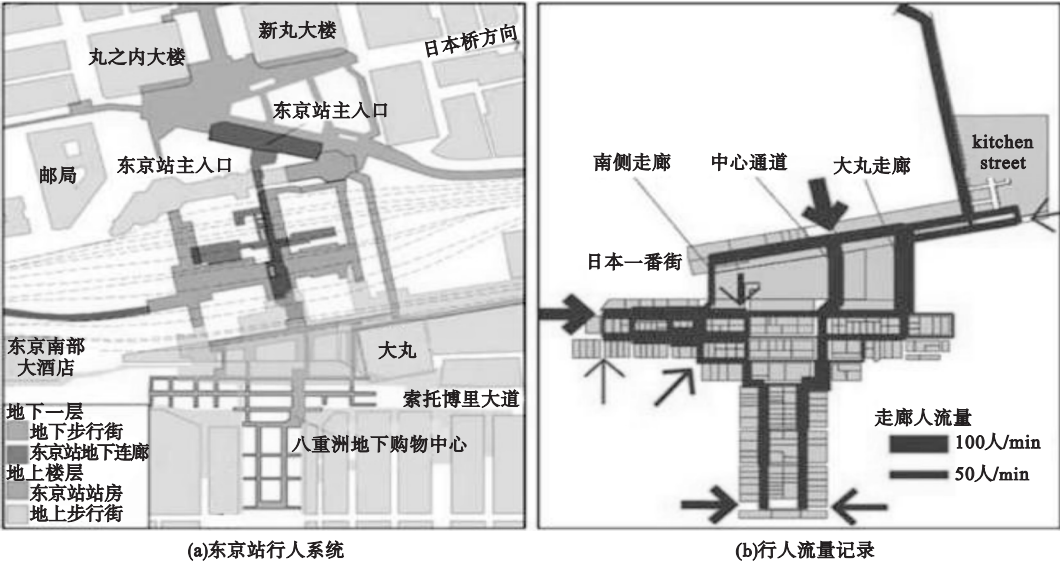 新丸大楼
日本桥方向
丸之内大楼
东京站主入口
东京站主入口
邮局
东京南部
大酒店
大丸
索托博里大道
地下一层
地下步行街
东京站地下连廊
地上楼层
东京站站房
地上步行街
八重洲地下购物中心
(a)东京站行人系统
kitchen
street
南侧走廊
中心通道
大丸走廊
日本一番街
走廊人流量
100人/min
50人/min
(b)行人流量记录